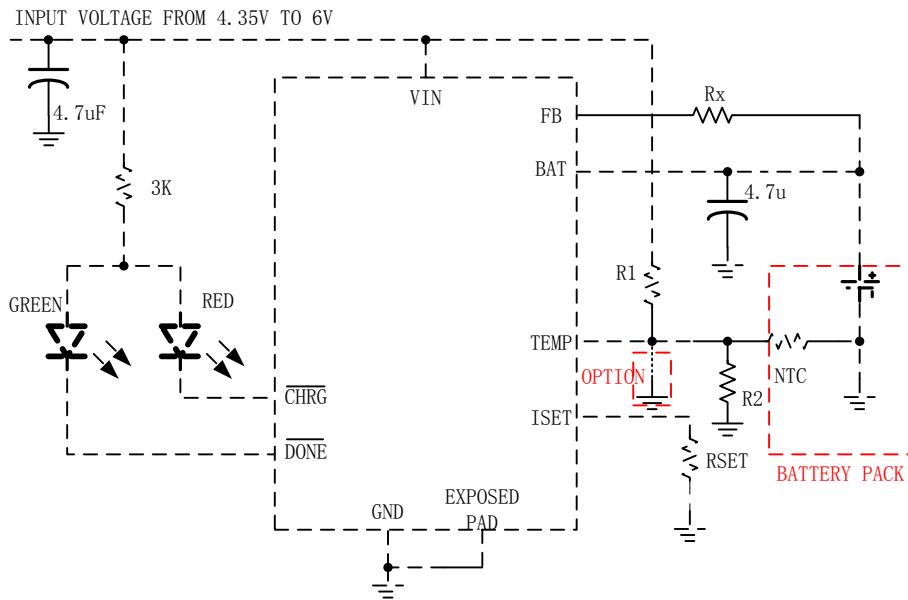 INPUT VOLTAGE FROM 4.35V TO 6V
4.7uF
VIN
FB
Rx
BAT
3K
4.7u
GREEN
RED
R1
+
TEMP
OPTION
NTC
CHRG
R2
ISET
DONE
RSET
BATTERY PACK
GND
EXPOSED
PAD